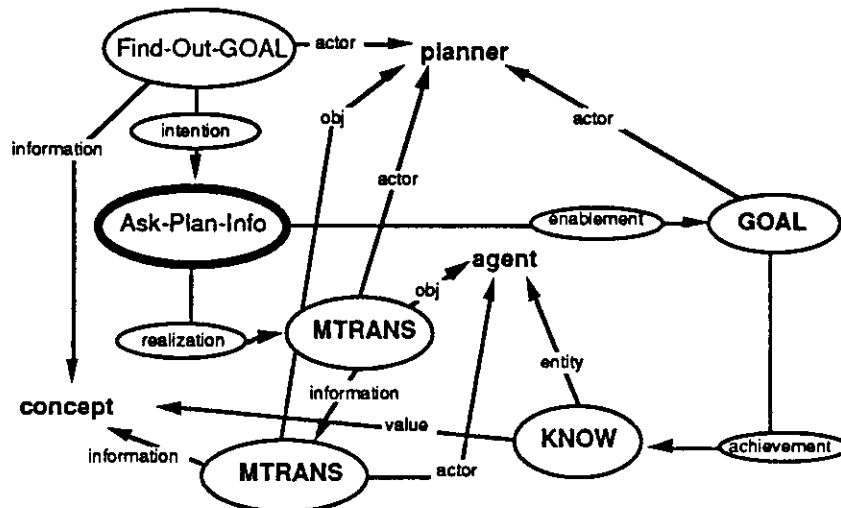 Find-Out-GOAL
actor
planner
obj
intention
information
actor
actor
Ask-Plan-Info
enablement
GOAL
agent
obj
realization
MTRANS
entity
information
concept
value
KNOW
achievement
information
MTRANS
actor